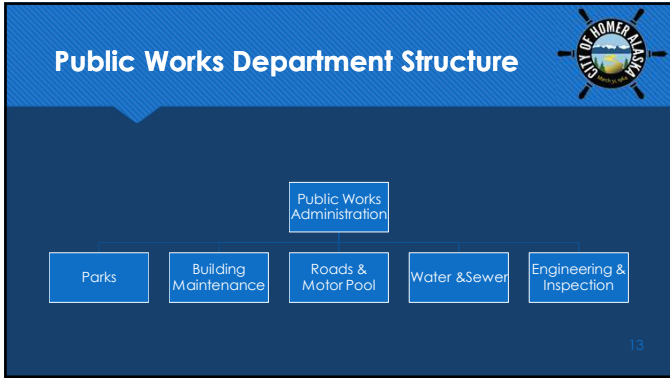 Public Works Department Structure
CITY OF HOMER ALASKA
Public Works
Administration
Parks
Building
Maintenance
Roads &
Motor Pool
Water &Sewer
Engineering &
Inspection
13